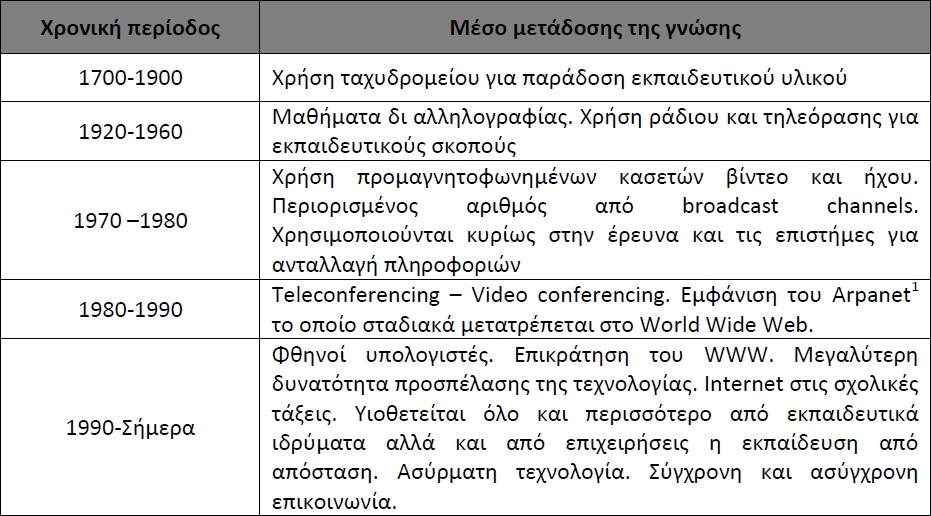 Χρονική περίοδος
Μέσο μετάδοσης της γνώσης
1700-1900
Χρήση ταχυδρομείου για παράδοση εκπαιδευτικού υλικού
1920-1960
Μαθήματα δι αλληλογραφίας. Χρήση ράδιου και τηλεόρασης για
εκπαιδευτικούς σκοπούς
1970 –1980
Χρήση προμαγνητοφωνημένων κασετών βίντεο και ήχου.
Περιορισμένος αριθμός από broadcast channels.
Χρησιμοποιούνται κυρίως στην έρευνα και τις επιστήμες για
ανταλλαγή πληροφοριών
1980-1990
Teleconferencing – Video conferencing. Εμφάνιση του Arpanet¹
το οποίο σταδιακά μετατρέπεται στο World Wide Web.
1990-Σήμερα
Φθηνοί υπολογιστές. Επικράτηση του WWW. Μεγαλύτερη
δυνατότητα προσπέλασης της τεχνολογίας. Internet στις σχολικές
τάξεις. Υιοθετείται όλο και περισσότερο από εκπαιδευτικά
ιδρύματα αλλά και από επιχειρήσεις η εκπαίδευση από
απόσταση. Ασύρματη τεχνολογία. Σύγχρονη και ασύγχρονη
επικοινωνία.